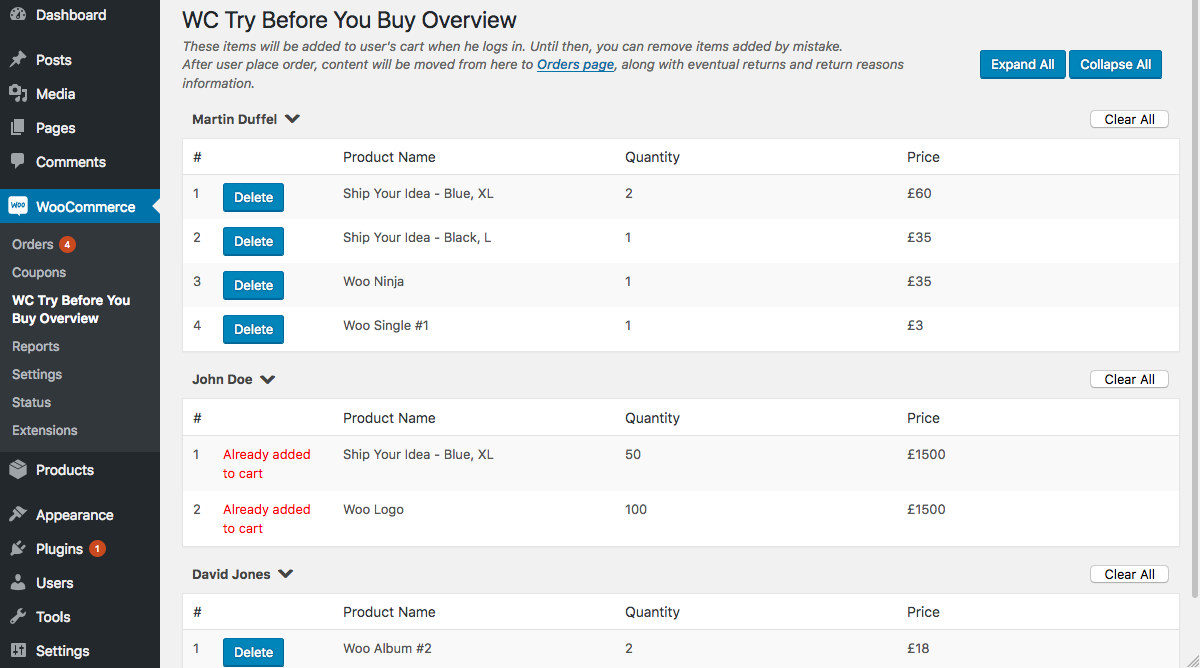 Dashboard
Posts
Media
Pages
Comments
WOO WooCommerce
Orders 4
Coupons
WC Try Before You
Buy Overview
Reports
Settings
Status
Extensions
Products
Appearance
Plugins 1
Users
Tools
Settings
WC Try Before You Buy Overview
These items will be added to user's cart when he logs in. Until then, you can remove items added by mistake.
After user place order, content will be moved from here to Orders page, along with eventual returns and return reasons
information.
Expand All Collapse All
Martin Duffel Clear All
# Product Name Quantity Price
1 Delete Ship Your Idea - Blue, XL 2 £60
2 Delete Ship Your Idea - Black, L 1 £35
3 Delete Woo Ninja 1 £35
4 Delete Woo Single #1 1 £3
John Doe Clear All
# Product Name Quantity Price
1 Already added Ship Your Idea - Blue, XL 50 £1500
to cart
2 Already added Woo Logo 100 £1500
to cart
David Jones Clear All
# Product Name Quantity Price
1 Delete Woo Album #2 2 £18